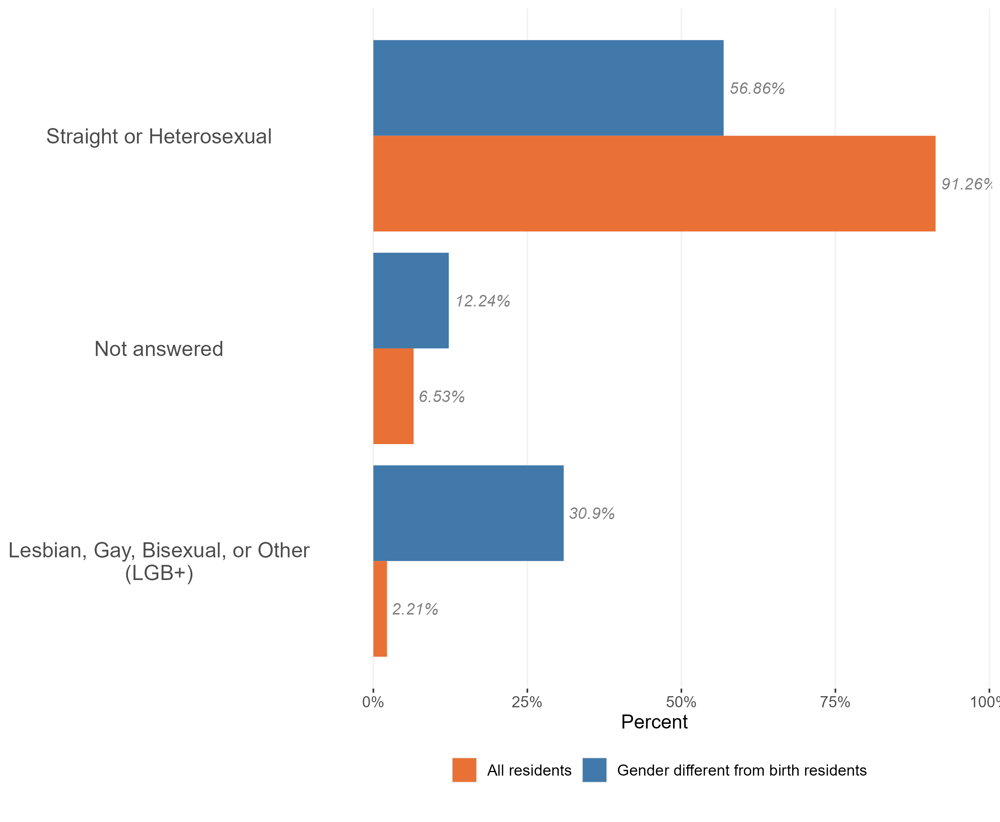 56.86%
Straight or Heterosexual
91.26%
12.24%
Not answered
6.53%
30.9%
Lesbian, Gay, Bisexual, or Other
(LGB+)
2.21%
0% 25% 50% 75% 100%
Percent
All residents Gender different from birth residents